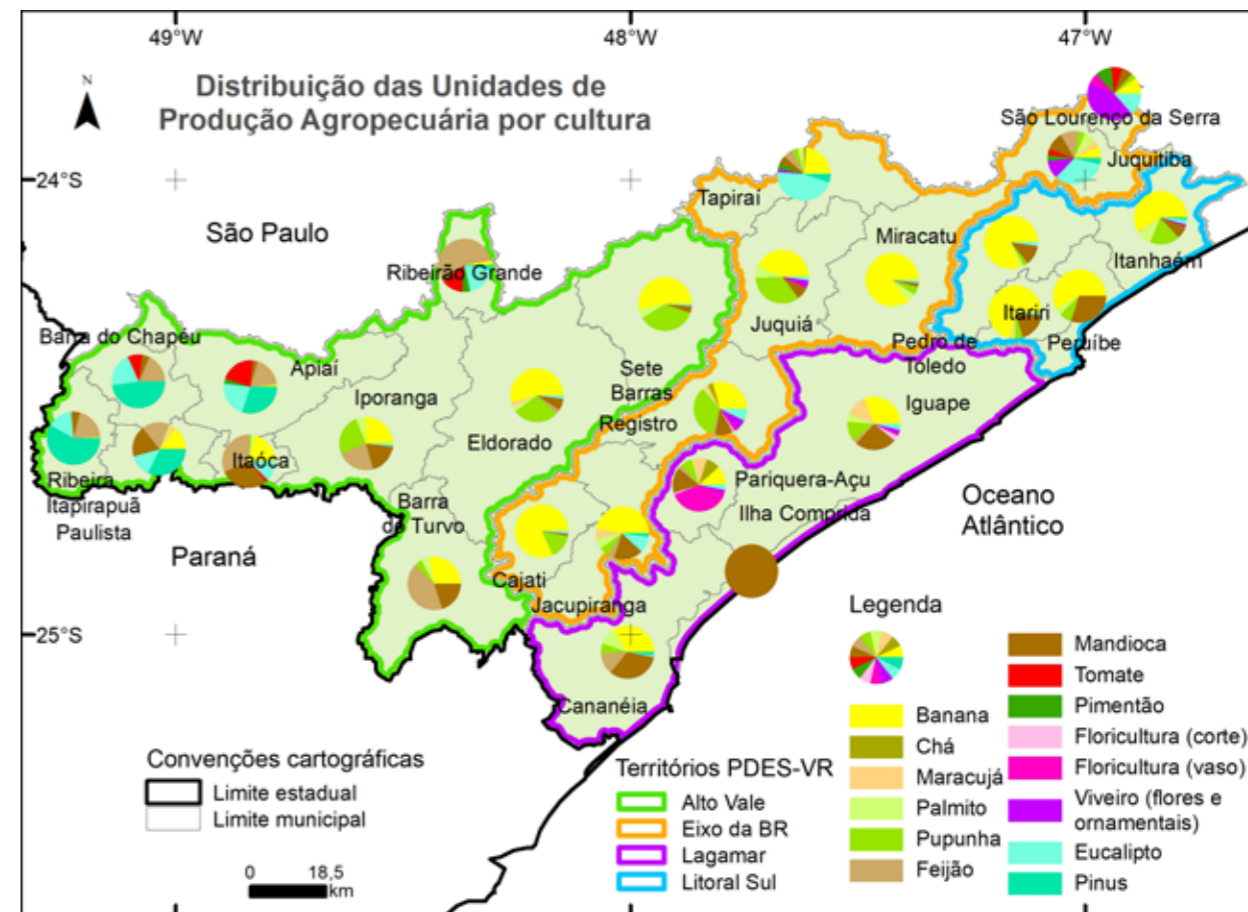 49°W
48°W
47°W
N
Distribuição das Unidades de
Produção Agropecuária por cultura
São Lourenço da Serra
Juquitiba
24°S
Tapiraí
São Paulo
Miracatu
Ribeirão Grande
Itanhaém
Itariri
Barra do Chapéu
Juquiá
Pedro de
Toledo
Peruíbe
Apiaí
Sete
Barras
Iporanga
Iguape
Registro
Eldorado
Itaóca
Ribeira
Itapirapuã
Paulista
Pariquera-Açu
Barra
do Turvo
Ilha Comprida
Oceano
Atlântico
Paraná
Cajati
Jacupiranga
25°S
Cananéia
Legenda
Banana
Chá
Maracujá
Palmito
Pupunha
Feijão
Mandioca
Tomate
Pimentão
Floricultura (corte)
Floricultura (vaso)
Viveiro (flores e
ornamentais)
Eucalipto
Pinus
Convenções cartográficas
Limite estadual
Limite municipal
0 18,5
km
Territórios PDES-VR
Alto Vale
Eixo da BR
Lagamar
Litoral Sul